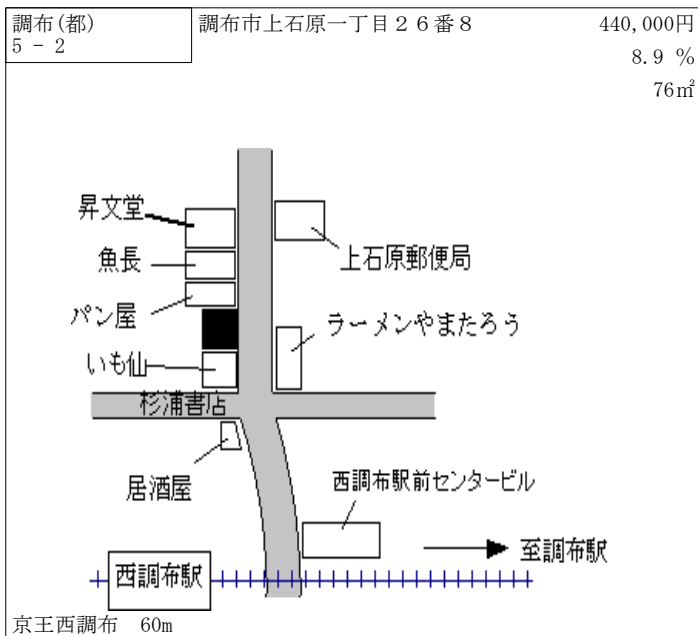 調布(都)
5 - 2
調布市上石原一丁目26番8
440,000円
8.9 %
76㎡
昇文堂
上石原郵便局
魚長
パン屋
ラーメンやまたろう
いも仙
杉浦書店
居酒屋
西調布駅前センタービル
至調布駅
西調布駅
京王西調布 60m